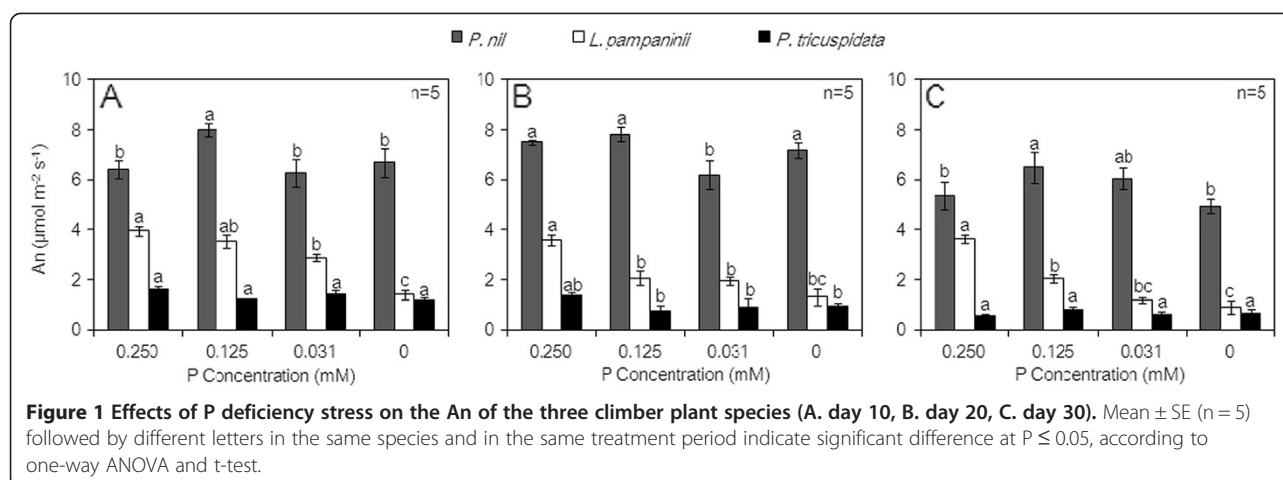 P. nil L. pampaninii P. tricuspidata
A
n=5
An (µmol m⁻² s⁻¹)
10
8
6
4
2
0
b a a
a ab a
b b a
b c a
0.250 0.125 0.031 0
P Concentration (mM)
B
n=5
10
8
6
4
2
0
a a ab
a b b
b b b
a bc b
0.250 0.125 0.031 0
P Concentration (mM)
C
n=5
10
8
6
4
2
0
b a a
a b a
ab bc a
b c a
0.250 0.125 0.031 0
P Concentration (mM)
Figure 1 Effects of P deficiency stress on the An of the three climber plant species (A. day 10, B. day 20, C. day 30). Mean ± SE (n = 5)
followed by different letters in the same species and in the same treatment period indicate significant difference at P ≤ 0.05, according to
one-way ANOVA and t-test.